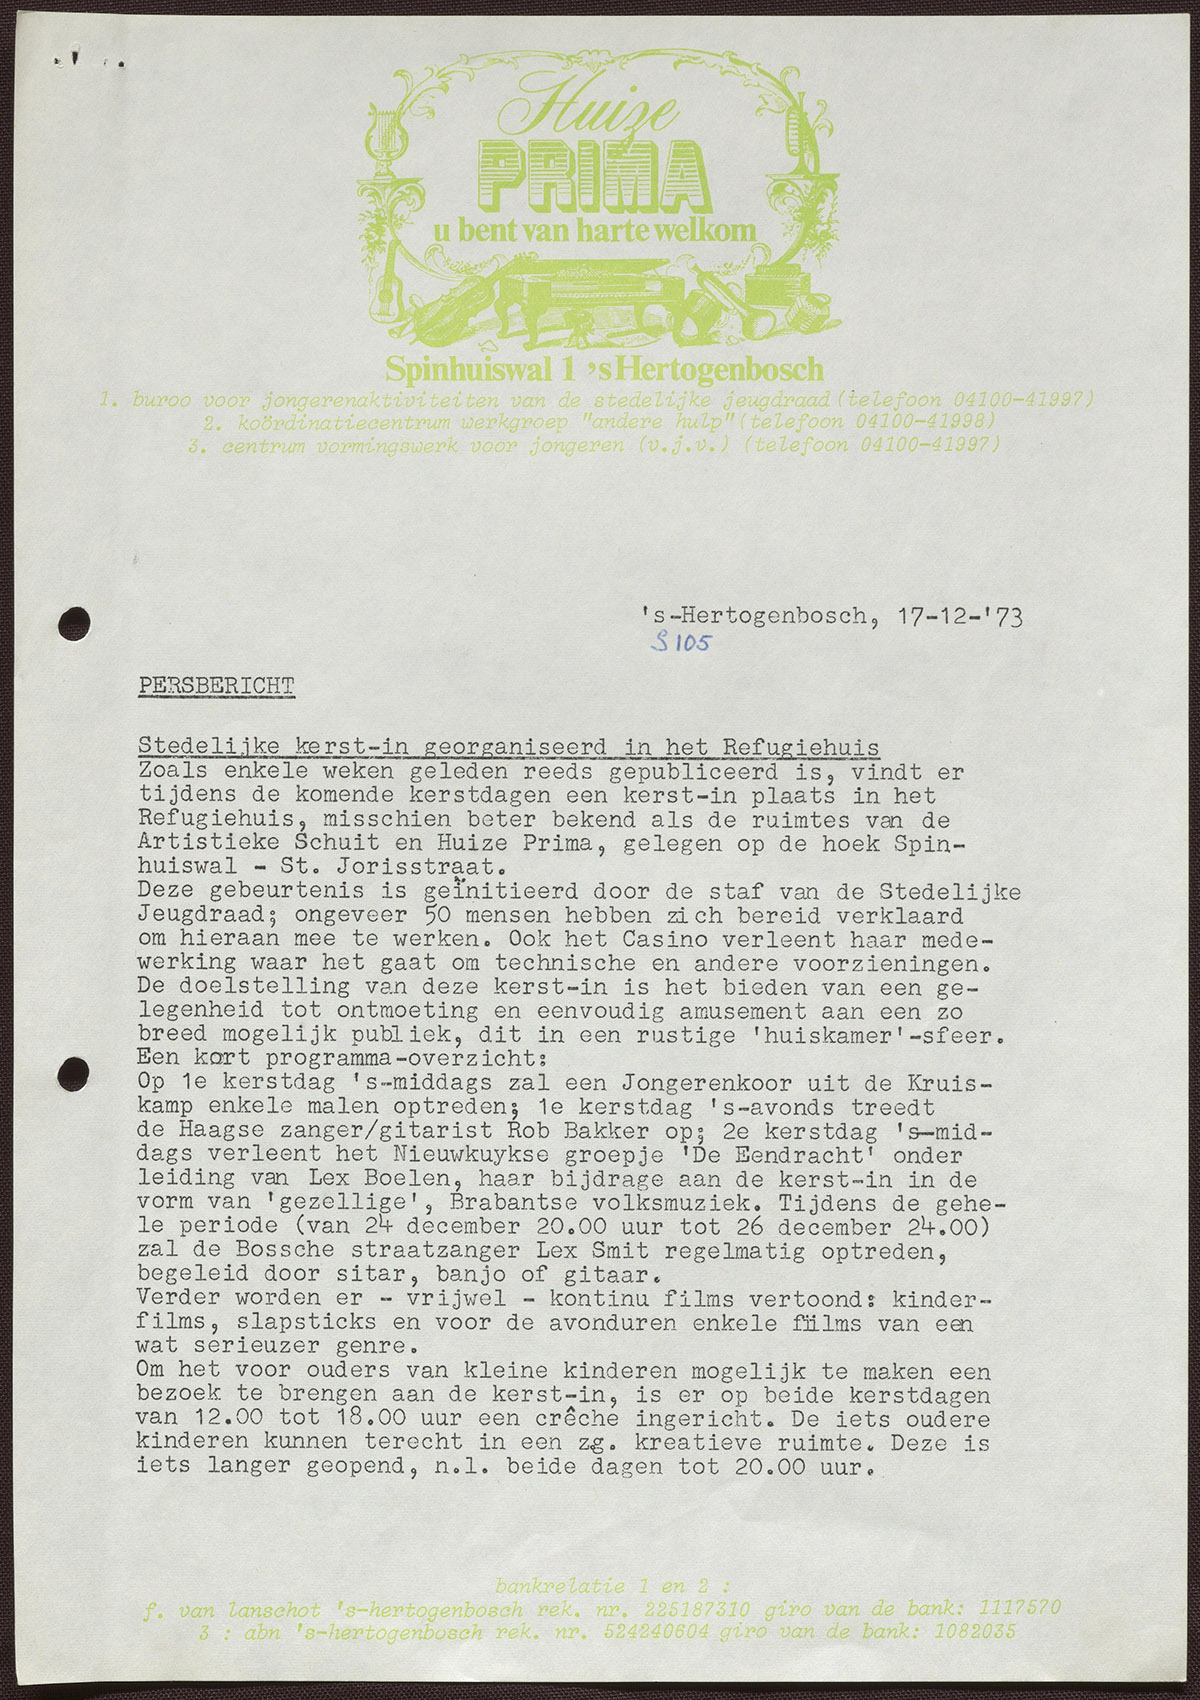 Huize
PRIMA
u bent van harte welkom
Spinhuiswal 1 's Hertogenbosch
1. buroo voor jongerenaktiviteiten van de stedelijke jeugdraad (telefoon 04100-41997)
2. koördinatiecentrum werkgroep "andere hulp" (telefoon 04100-41998)
3. centrum vormingswerk voor jongeren (v.j.v.) (telefoon 04100-41997)
's-Hertogenbosch, 17-12-'73
S 105
PERSBERICHT
Stedelijke kerst-in georganiseerd in het Refugiehuis
Zoals enkele weken geleden reeds gepubliceerd is, vindt er
tijdens de komende kerstdagen een kerst-in plaats in het
Refugiehuis, misschien beter bekend als de ruimtes van de
Artistieke Schuit en Huize Prima, gelegen op de hoek Spin-
huiswal - St. Jorisstraat.
Deze gebeurtenis is geïnitieerd door de staf van de Stedelijke
Jeugdraad; ongeveer 50 mensen hebben zich bereid verklaard
om hieraan mee te werken. Ook het Casino verleent haar mede-
werking waar het gaat om technische en andere voorzieningen.
De doelstelling van deze kerst-in is het bieden van een ge-
legenheid tot ontmoeting en eenvoudig amusement aan een zo
breed mogelijk publiek, dit in een rustige 'huiskamer'-sfeer.
Een kort programma-overzicht:
Op 1e kerstdag 's-middags zal een Jongerenkoor uit de Kruis-
kamp enkele malen optreden; 1e kerstdag 's-avonds treedt
de Haagse zanger/gitarist Rob Bakker op; 2e kerstdag 's-mid-
dags verleent het Nieuwkuykse groepje 'De Eendracht' onder
leiding van Lex Boelen, haar bijdrage aan de kerst-in in de
vorm van 'gezellige', Brabantse volksmuziek. Tijdens de gehe-
le periode (van 24 december 20.00 uur tot 26 december 24.00)
zal de Bossche straatzanger Lex Smit regelmatig optreden,
begeleid door sitar, banjo of gitaar.
Verder worden er - vrijwel - kontinu films vertoond: kinder-
films, slapsticks en voor de avonduren enkele films van een
wat serieuzer genre.
Om het voor ouders van kleine kinderen mogelijk te maken een
bezoek te brengen aan de kerst-in, is er op beide kerstdagen
van 12.00 tot 18.00 uur een crêche ingericht. De iets oudere
kinderen kunnen terecht in een zg. kreatieve ruimte. Deze is
iets langer geopend, n.l. beide dagen tot 20.00 uur.
bankrelatie 1 en 2 :
f. van lanschot 's-hertogenbosch rek. nr. 225187310 giro van de bank: 1117570
3 : abn 's-hertogenbosch rek. nr. 524240604 giro van de bank: 1082035